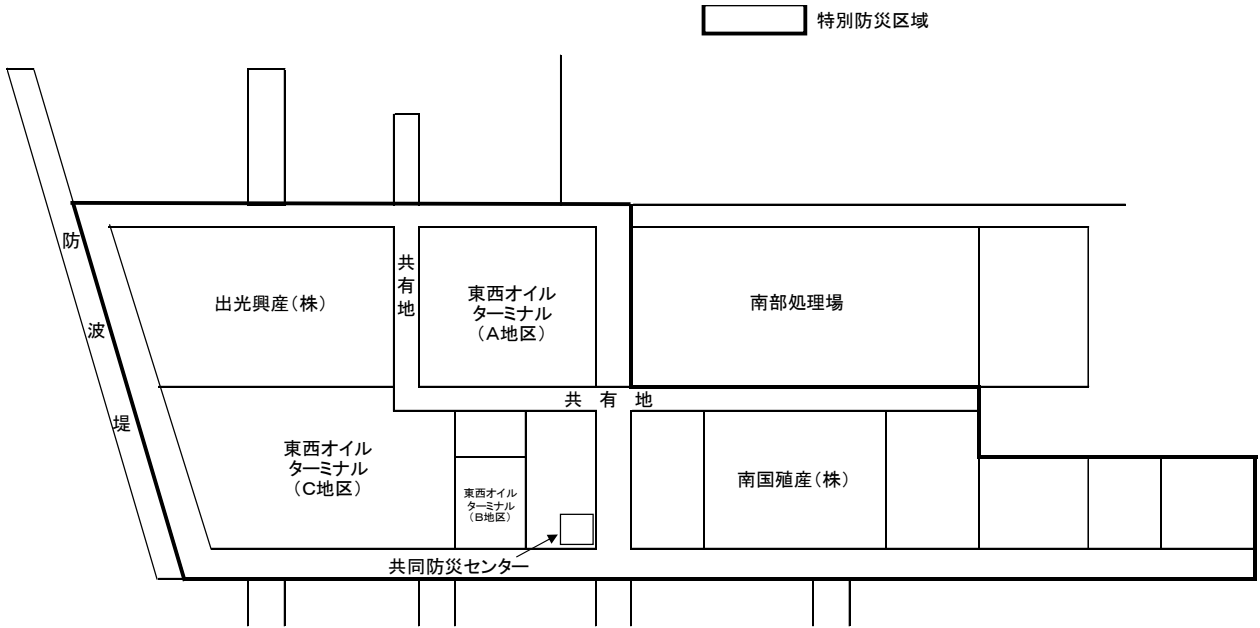 特別防災区域
防
波
堤
出光興産(株)
共
有
地
東西オイル
ターミナル
(A地区)
南部処理場
共 有 地
東西オイル
ターミナル
(C地区)
東西オイル
ターミナル
(B地区)
南国殖産(株)
共同防災センター